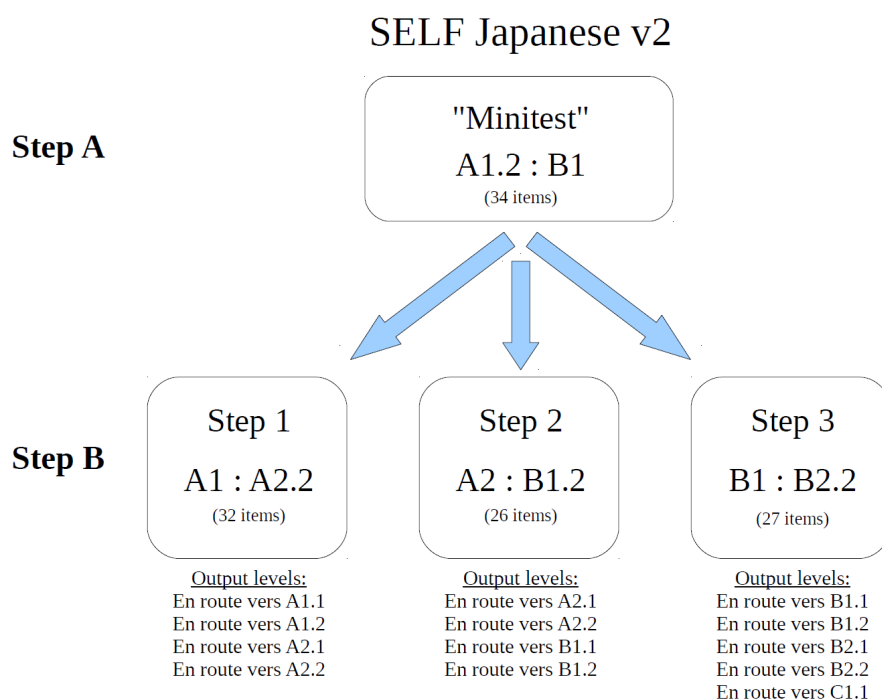 SELF Japanese v2
Step A
"Minitest"
A1.2 : B1
(34 items)
Step B
Step 1
A1 : A2.2
(32 items)
Output levels:
En route vers A1.1
En route vers A1.2
En route vers A2.1
En route vers A2.2
Step 2
A2 : B1.2
(26 items)
Output levels:
En route vers A2.1
En route vers A2.2
En route vers B1.1
En route vers B1.2
Step 3
B1 : B2.2
(27 items)
Output levels:
En route vers B1.1
En route vers B1.2
En route vers B2.1
En route vers B2.2
En route vers C1.1